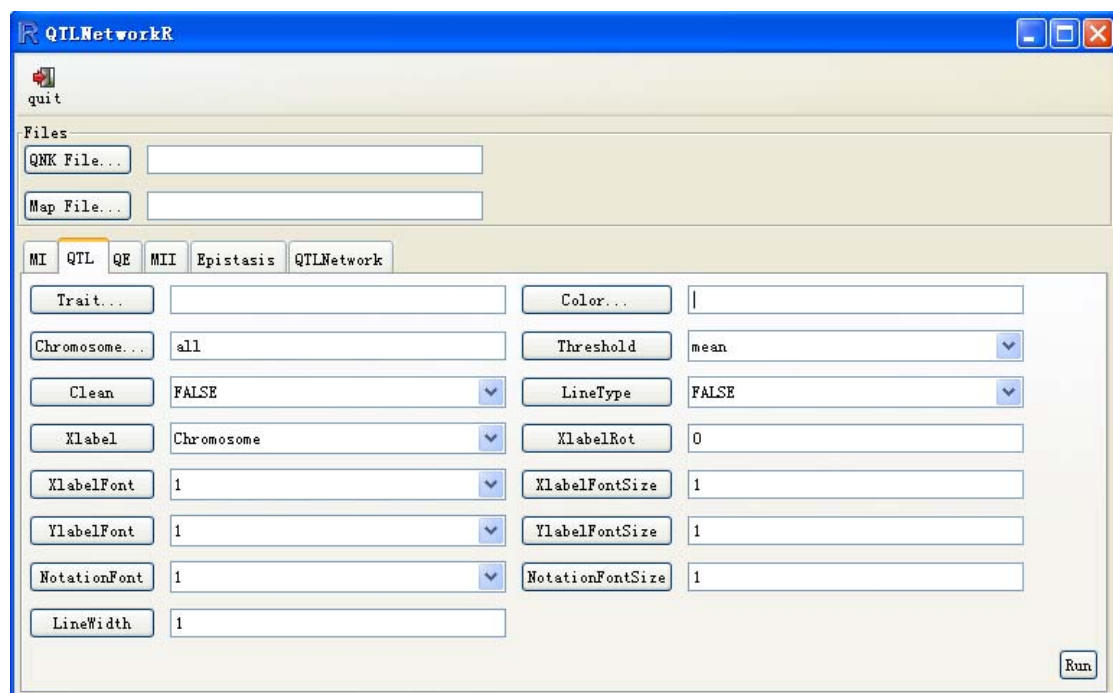 QTLNetworkR
quit
Files
QNK File...
Map File...
MI QTL QE MII Epistasis QTLNetwork
Trait... Color...
Chromosome... all Threshold mean
Clean FALSE LineType FALSE
Xlabel Chromosome XlabelRot 0
XlabelFont 1 XlabelFontSize 1
YlabelFont 1 YlabelFontSize 1
NotationFont 1 NotationFontSize 1
LineWidth 1
Run